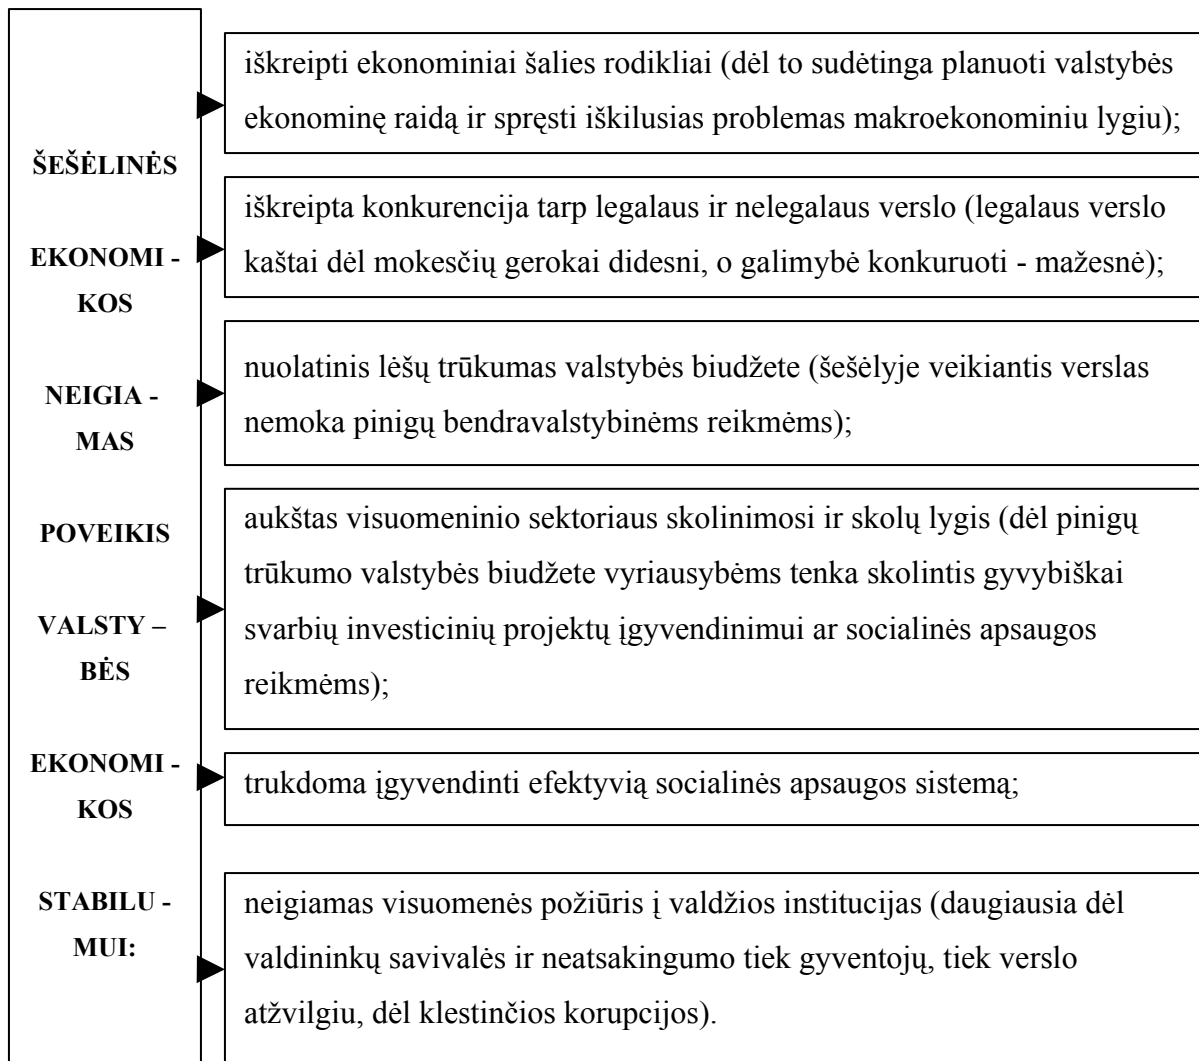 ŠEŠĖLINĖS
EKONOMI -
KOS
NEIGIA -
MAS
POVEIKIS
VALSTY –
BĖS
EKONOMI -
KOS
STABILU -
MUI:
iškreipti ekonominiai šalies rodikliai (dėl to sudėtinga planuoti valstybės
ekonominę raidą ir spręsti iškilusias problemas makroekonominiu lygiu);
iškreipta konkurencija tarp legalaus ir nelegalaus verslo (legalaus verslo
kaštai dėl mokesčių gerokai didesni, o galimybė konkuruoti - mažesnė);
nuolatinis lėšų trūkumas valstybės biudžete (šešėlyje veikiantis verslas
nemoka pinigų bendravalstybinėms reikmėms);
aukštas visuomeninio sektoriaus skolinimosi ir skolų lygis (dėl pinigų
trūkumo valstybės biudžete vyriausybėms tenka skolintis gyvybiškai
svarbių investicinių projektų įgyvendinimui ar socialinės apsaugos
reikmėms);
trukdoma įgyvendinti efektyvią socialinės apsaugos sistemą;
neigiamas visuomenės požiūris į valdžios institucijas (daugiausia dėl
valdininkų savivalės ir neatsakingumo tiek gyventojų, tiek verslo
atžvilgiu, dėl klestinčios korupcijos).